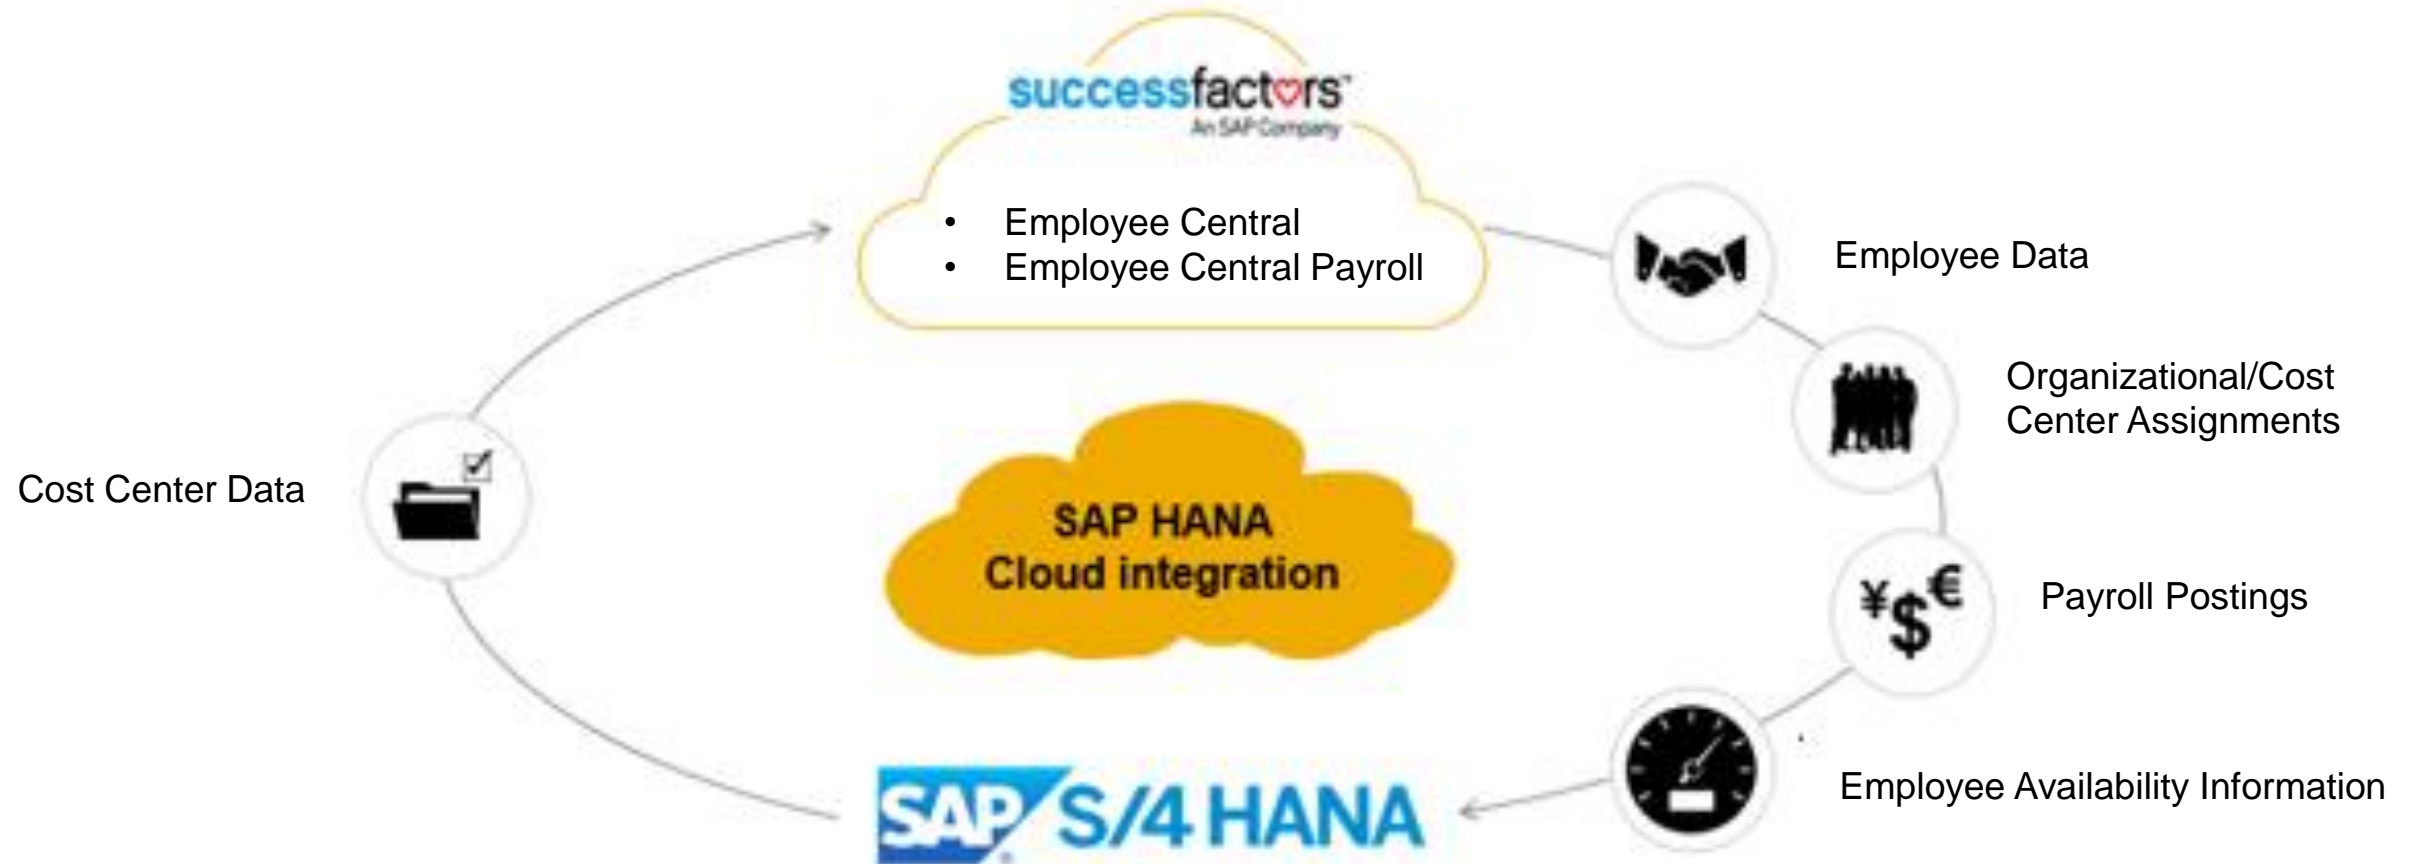 successfactors™
An SAP Company
• Employee Central
• Employee Central Payroll
Employee Data
Organizational/Cost
Center Assignments
Cost Center Data
SAP HANA
Cloud integration
¥$€
Payroll Postings
Employee Availability Information
SAP® S/4 HANA